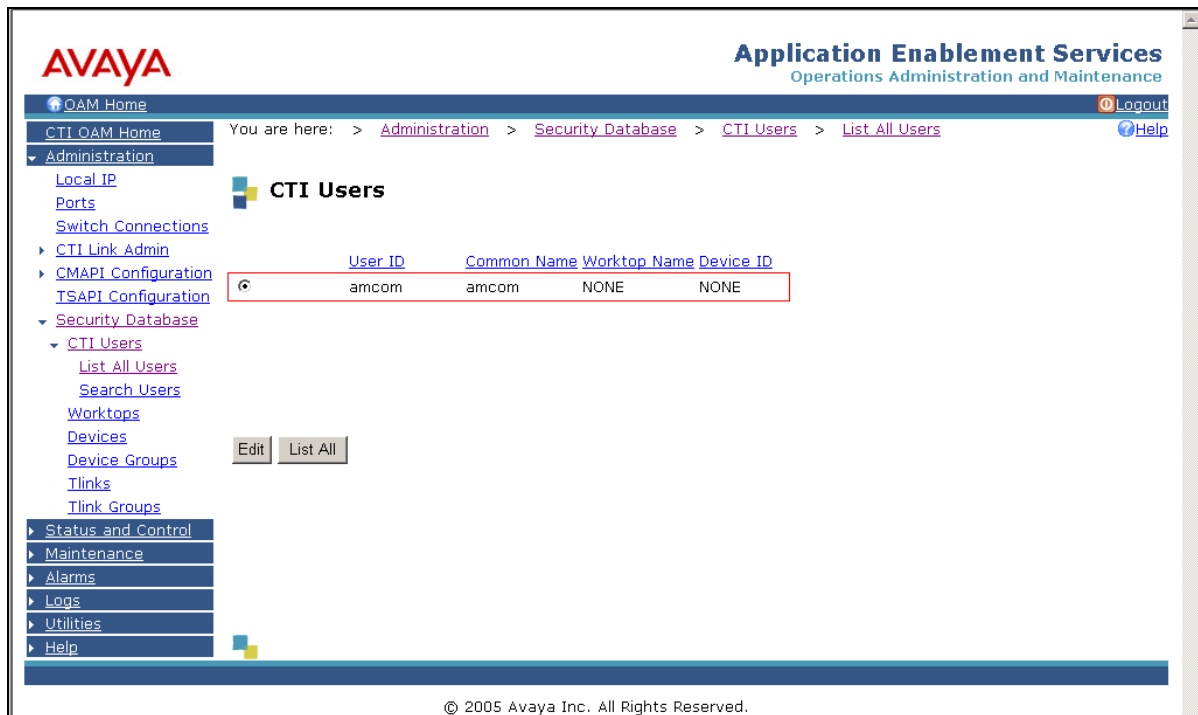 AVAYA
Application Enablement Services
Operations Administration and Maintenance
OAM Home
Logout
CTI OAM Home
You are here: > Administration > Security Database > CTI Users > List All Users
Help
Administration
Local IP
Ports
Switch Connections
CTI Link Admin
CMAPI Configuration
TSAPI Configuration
Security Database
CTI Users
List All Users
Search Users
Worktops
Devices
Device Groups
Tlinks
Tlink Groups
Status and Control
Maintenance
Alarms
Logs
Utilities
Help
CTI Users
User ID Common Name Worktop Name Device ID
amcom amcom NONE NONE
Edit List All
© 2005 Avaya Inc. All Rights Reserved.